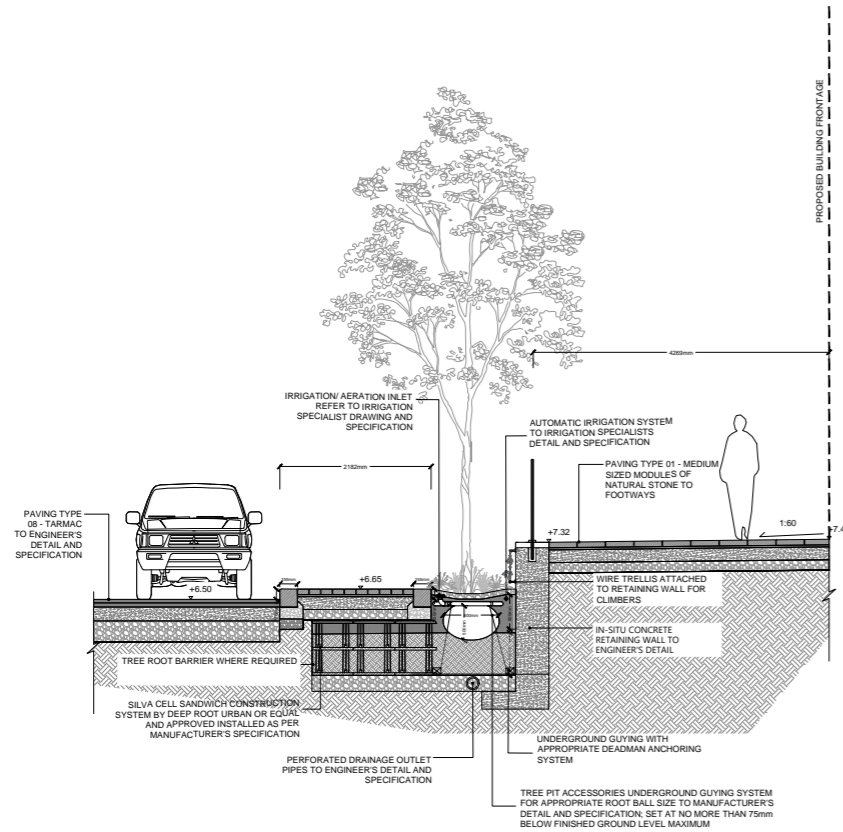 PROPOSED BUILDING FRONTAGE
4269mm
IRRIGATION/ AERATION INLET
REFER TO IRRIGATION
SPECIALIST DRAWING AND
SPECIFICATION
AUTOMATIC IRRIGATION SYSTEM
TO IRRIGATION SPECIALISTS
DETAIL AND SPECIFICATION
2182mm
PAVING TYPE 01 - MEDIUM
SIZED MODULES OF
NATURAL STONE TO
FOOTWAYS
PAVING TYPE
08 - TARMAC
TO ENGINEER'S
DETAIL AND
SPECIFICATION
1:60
+7.32
+6.50
+6.65
WIRE TRELLIS ATTACHED
TO RETAINING WALL FOR
CLIMBERS
IN-SITU CONCRETE
RETAINING WALL TO
ENGINEER'S DETAIL
TREE ROOT BARRIER WHERE REQUIRED
SILVA CELL SANDWICH CONSTRUCTION
SYSTEM BY DEEP ROOT URBAN OR EQUAL
AND APPROVED INSTALLED AS PER
MANUFACTURER'S SPECIFICATION
UNDERGROUND GUYING WITH
APPROPRIATE DEADMAN ANCHORING
SYSTEM
PERFORATED DRAINAGE OUTLET
PIPES TO ENGINEER'S DETAIL AND
SPECIFICATION
TREE PIT ACCESSORIES UNDERGROUND GUYING SYSTEM
FOR APPROPRIATE ROOT BALL SIZE TO MANUFACTURER'S
DETAIL AND SPECIFICATION; SET AT NO MORE THAN 75mm
BELOW FINISHED GROUND LEVEL MAXIMUM